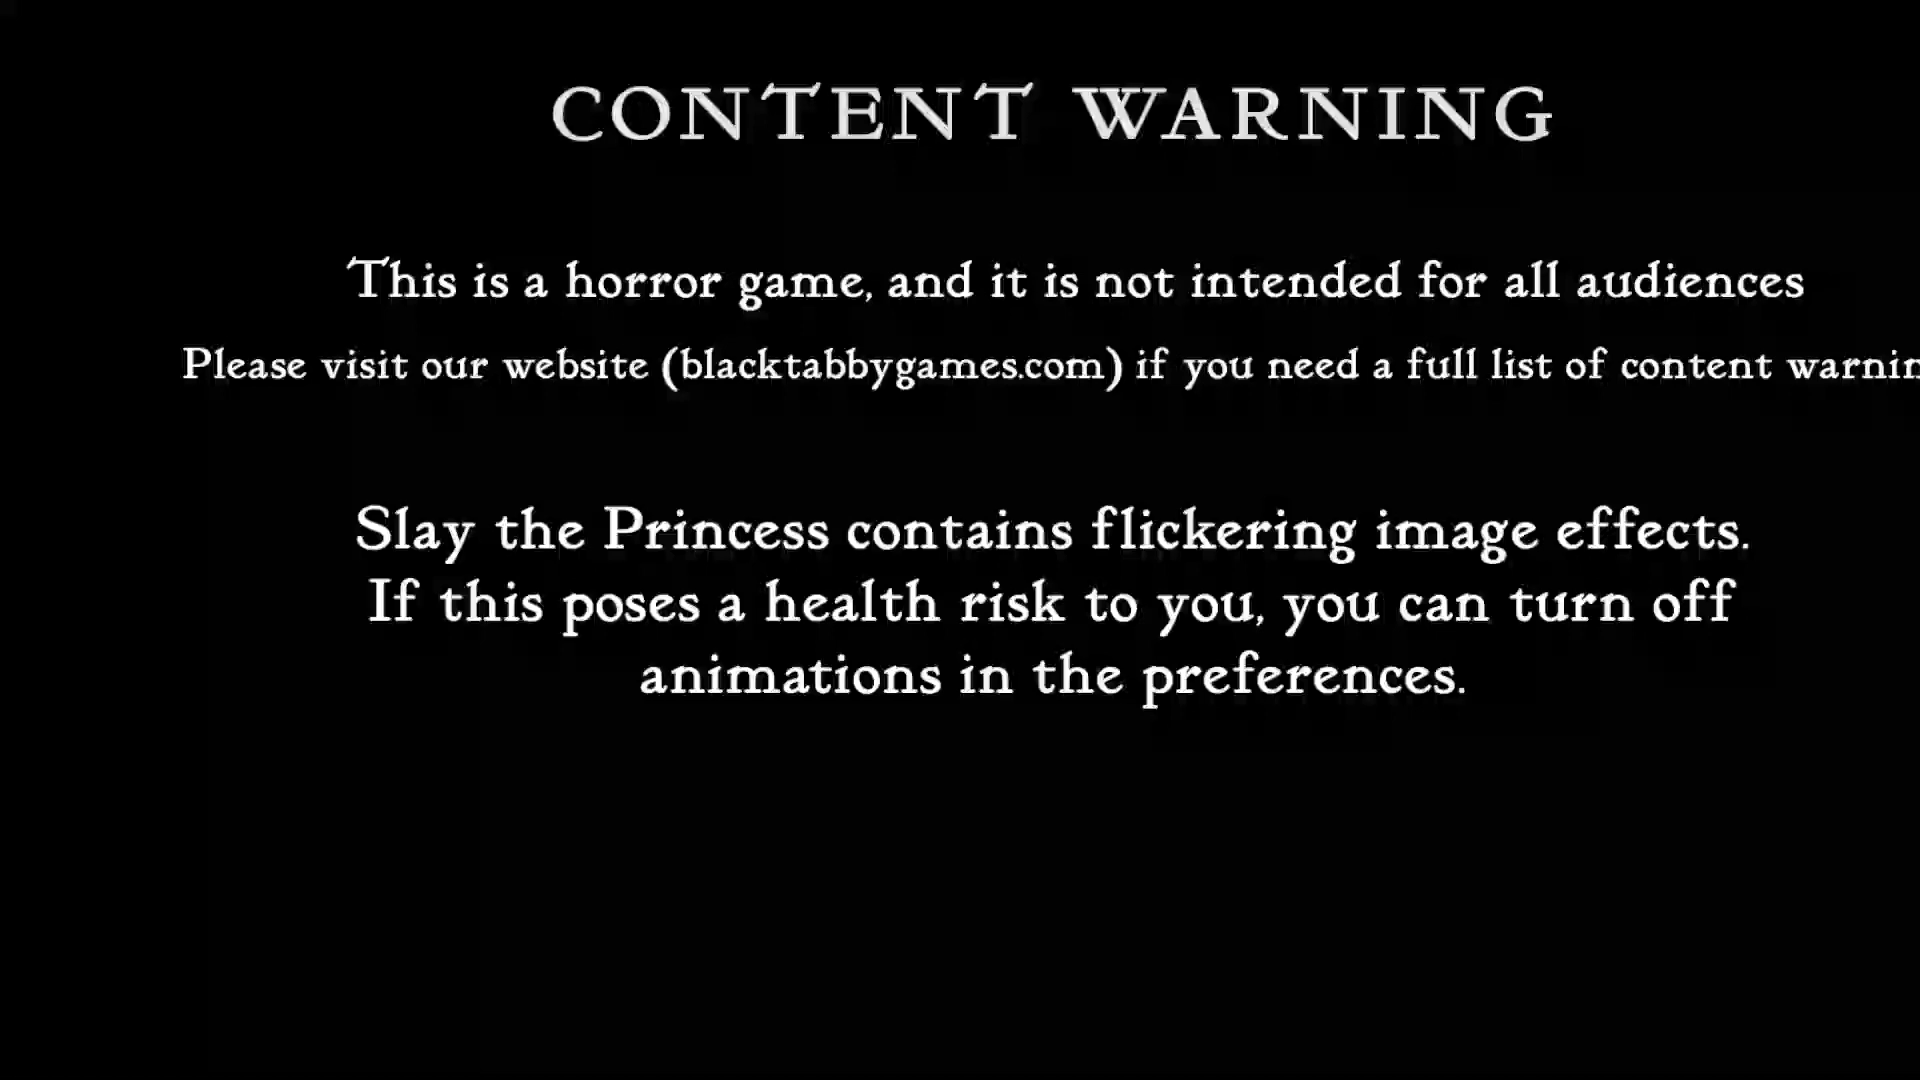 CONTENT WARNING
This is a horror game, and it is not intended for all audiences
Please visit our website (blacktabbygames.com) if you need a full list of content
Slay the Princess contains flickering image effects.
If this poses a health risk to you, you can turn off
animations in the preferences.